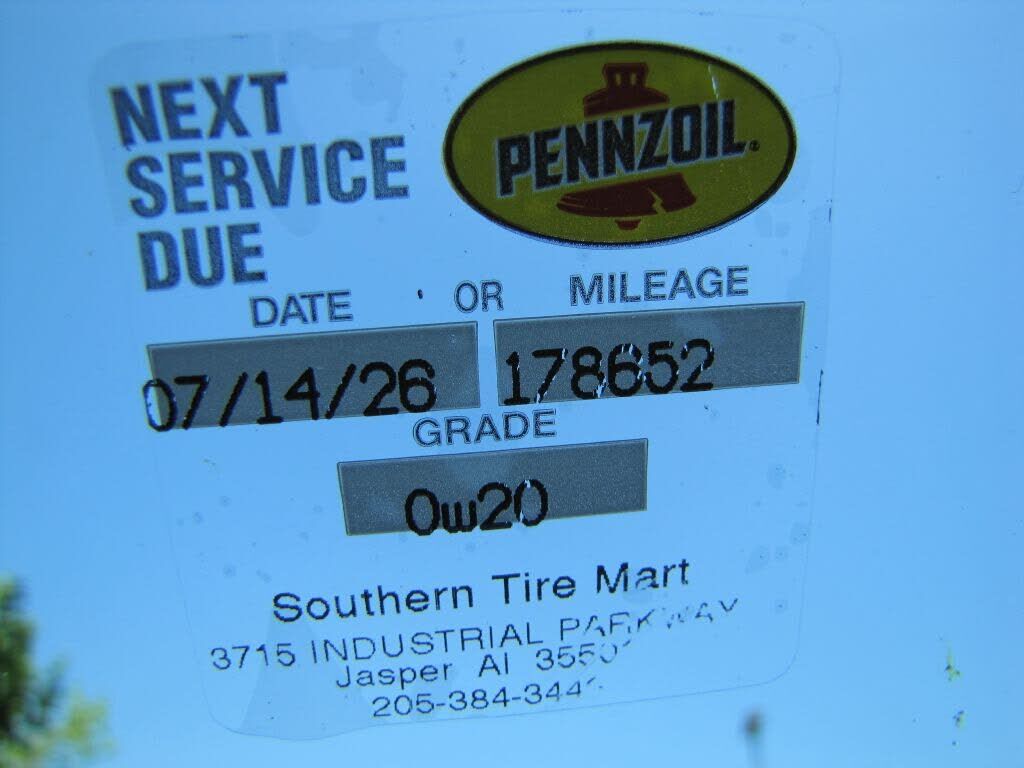 NEXT
SERVICE
DUE
PENNZOIL®
DATE OR MILEAGE
07/14/26 178652
GRADE
0w20
Southern Tire Mart
3715 INDUSTRIAL PARKWAY
Jasper Al